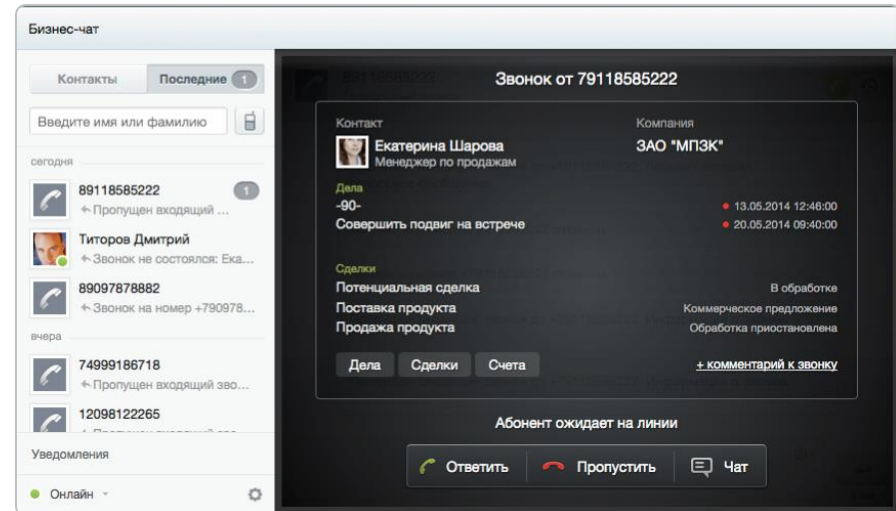 Бизнес-чат
Контакты
Последние 1
Введите имя или фамилию
сегодня
89118585222 1
Пропущен входящий ...
Титоров Дмитрий
Звонок не состоялся: Ека...
89097878882
Звонок на номер +790978...
вчера
74999186718
Пропущен входящий зво...
12098122265
Уведомления
Онлайн
Звонок от 79118585222
Контакт
Компания
Екатерина Шарова
Менеджер по продажам
ЗАО "МПЗК"
Дела
-90- 13.05.2014 12:46:00
Совершить подвиг на встрече 20.05.2014 09:40:00
Сделки
Потенциальная сделка В обработке
Поставка продукта Коммерческое предложение
Продажа продукта Обработка приостановлена
Дела Сделки Счета + комментарий к звонку
Абонент ожидает на линии
Ответить Пропустить Чат